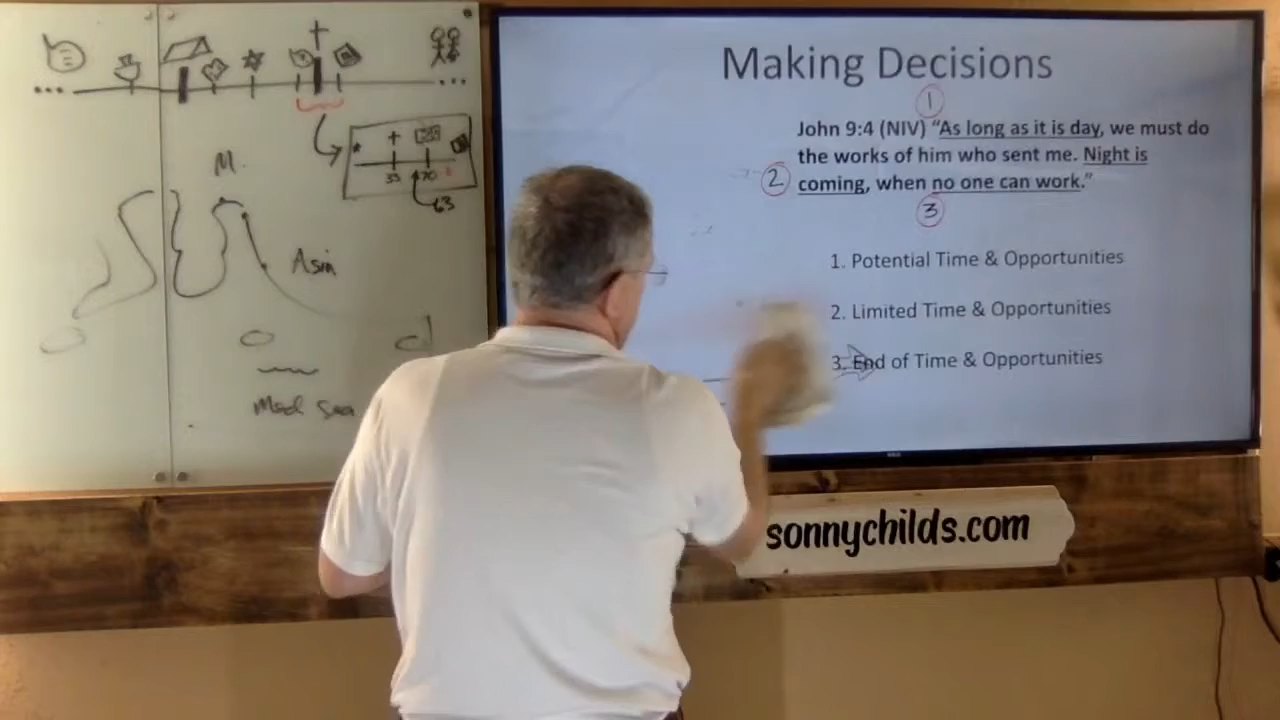 M.
33
70
63
Asia
Med Sea
Making Decisions
1
John 9:4 (NIV) “As long as it is day, we must do
the works of him who sent me. Night is
2
coming, when no one can work.”
3
1. Potential Time & Opportunities
2. Limited Time & Opportunities
3. End of Time & Opportunities
sonnychilds.com